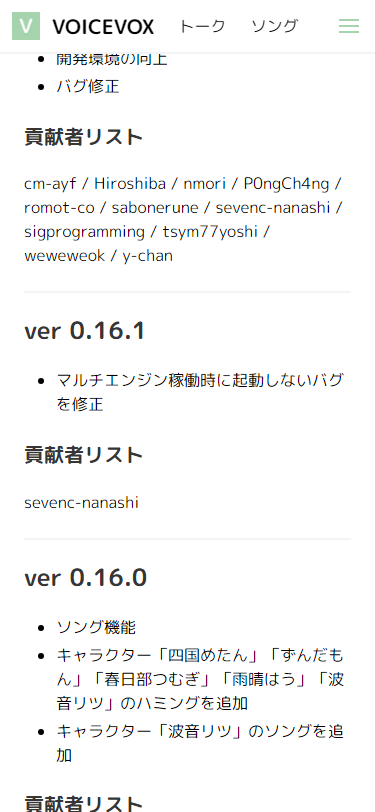 V VOICEVOX トーク ソング
開発環境の向上
バグ修正
貢献者リスト
cm-ayf / Hiroshiba / nmori / P0ngCh4ng /
romot-co / sabonerune / sevenc-nanashi /
sigprogramming / tsym77yoshi /
weweweok / y-chan
ver 0.16.1
マルチエンジン稼働時に起動しないバグ
を修正
貢献者リスト
sevenc-nanashi
ver 0.16.0
ソング機能
キャラクター「四国めたん」「ずんだも
ん」「春日部つむぎ」「雨晴はう」「波
音リツ」のハミングを追加
キャラクター「波音リツ」のソングを追
加
貢献者リスト